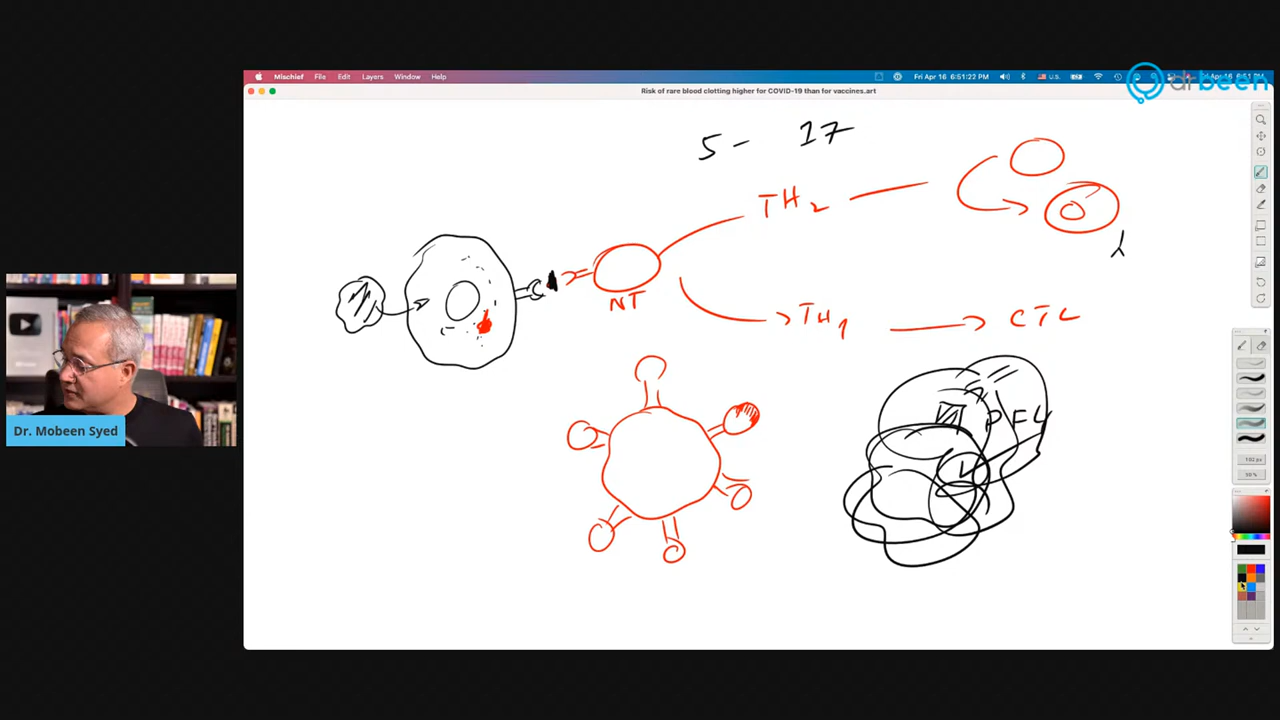 Mischief File Edit Layers Window Help
Fri Apr 16 6:51:22 PM
U.S.
drbeen
Risk of rare blood clotting higher for COVID-19 than for vaccines.art
5 - 17
TH2
NT
TH1 CTL
PF4
Dr. Mobeen Syed